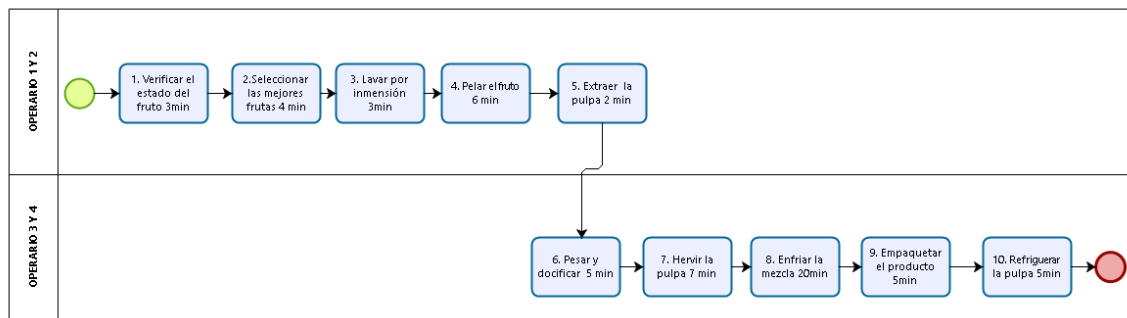 OPERARIO 1 Y 2
1. Verificar el
estado del
fruto 3min
2.Seleccionar
las mejores
frutas 4 min
3. Lavar por
inmensión
3min
4. Pelar el fruto
6 min
5. Extraer la
pulpa 2 min
OPERARIO 3 Y 4
6. Pesar y
docificar 5 min
7. Hervir la
pulpa 7 min
8. Enfriar la
mezcla 20min
9. Empaquetar
el producto
5min
10. Refriguerar
la pulpa 5min